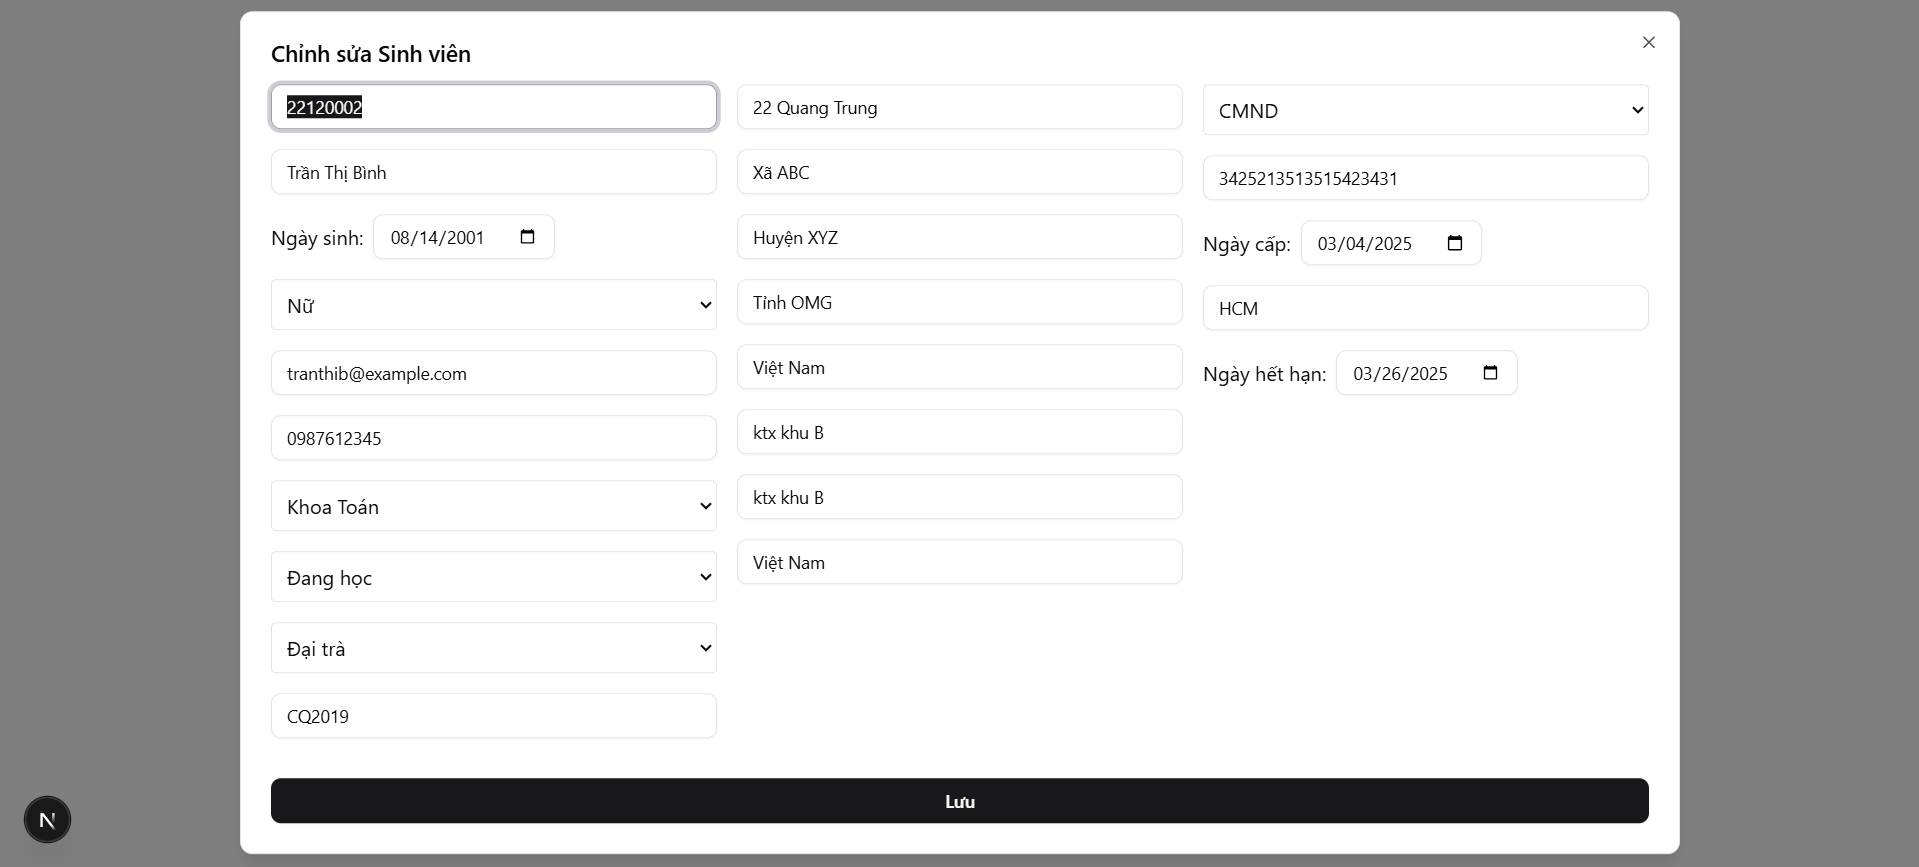 Chỉnh sửa Sinh viên
22120002
Trần Thị Bình
Ngày sinh: 08/14/2001
Nữ
tranthib@example.com
0987612345
Khoa Toán
Đang học
Đại trà
CQ2019
22 Quang Trung
Xã ABC
Huyện XYZ
Tỉnh OMG
Việt Nam
ktx khu B
ktx khu B
Việt Nam
CMND
3425213513515423431
Ngày cấp: 03/04/2025
HCM
Ngày hết hạn: 03/26/2025
Lưu
N